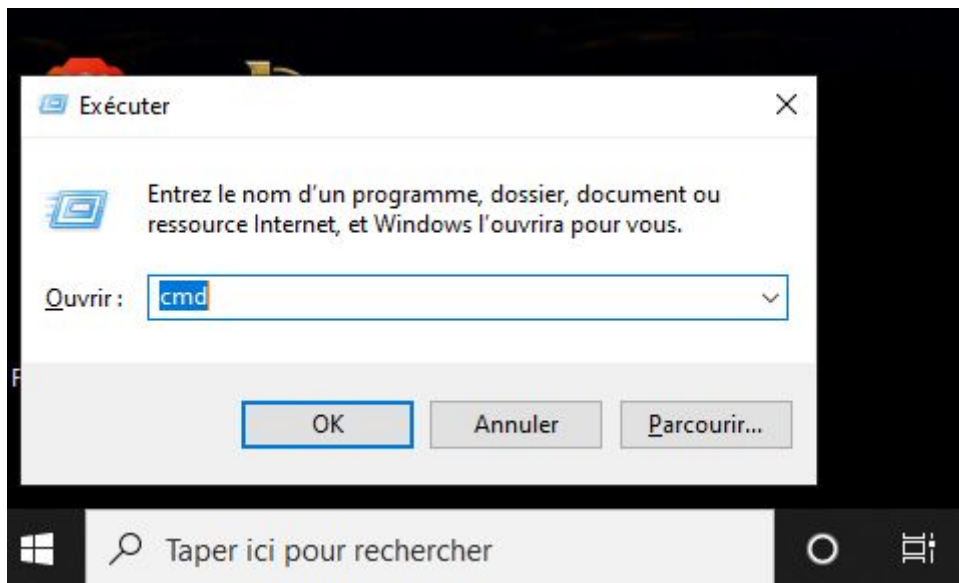 Exécuter
Entrez le nom d'un programme, dossier, document ou
ressource Internet, et Windows l'ouvrira pour vous.
Ouvrir :
cmd
OK
Annuler
Parcourir...
F
Taper ici pour rechercher